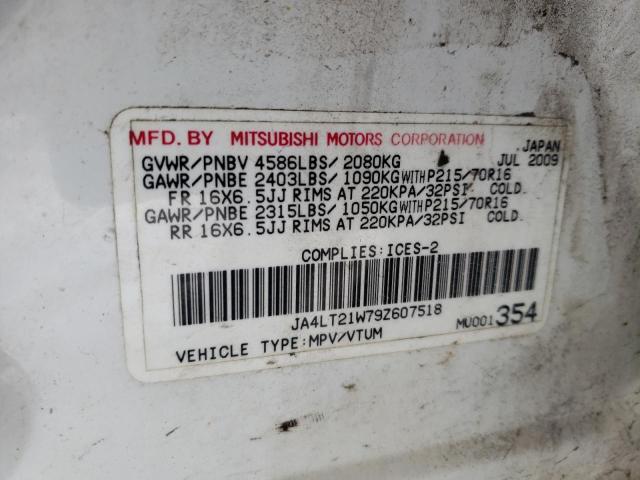 MFD. BY MITSUBISHI MOTORS CORPORATION .JAPAN
GVWR/PNBV 4586LBS/ 2080KG JUL 2009
GAWR/PNBE 2403LBS/ 1090KG WITH P215/70R16
FR 16X6.5JJ RIMS AT 220KPA/32PSI COLD.
GAWR/PNBE 2315LBS/ 1050KG WITH P215/70R16
RR 16X6.5JJ RIMS AT 220KPA/32PSI COLD.
COMPLIES:ICES-2
JA4LT21W79Z607518 MU001 354
VEHICLE TYPE:MPV/VTUM